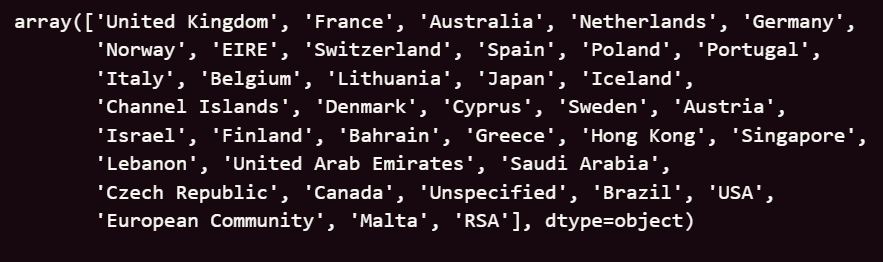 array(['United Kingdom', 'France', 'Australia', 'Netherlands', 'Germany',
'Norway', 'EIRE', 'Switzerland', 'Spain', 'Poland', 'Portugal',
'Italy', 'Belgium', 'Lithuania', 'Japan', 'Iceland',
'Channel Islands', 'Denmark', 'Cyprus', 'Sweden', 'Austria',
'Israel', 'Finland', 'Bahrain', 'Greece', 'Hong Kong', 'Singapore',
'Lebanon', 'United Arab Emirates', 'Saudi Arabia',
'Czech Republic', 'Canada', 'Unspecified', 'Brazil', 'USA',
'European Community', 'Malta', 'RSA'], dtype=object)